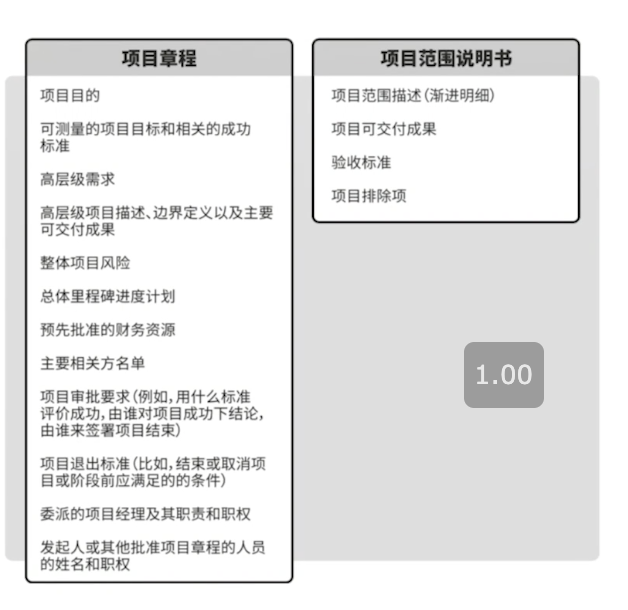 项目章程
项目目的
可测量的项目目标和相关的成功
标准
高层级需求
高层级项目描述、边界定义以及主要
可交付成果
整体项目风险
总体里程碑进度计划
预先批准的财务资源
主要相关方名单
项目审批要求(例如,用什么标准
评价成功,由谁对项目成功下结论,
由谁来签署项目结束)
项目退出标准(比如,结束或取消项
目或阶段前应满足的的条件)
委派的项目经理及其职责和职权
发起人或其他批准项目章程的人员
的姓名和职权
项目范围说明书
项目范围描述(渐进明细)
项目可交付成果
验收标准
项目排除项
1.00